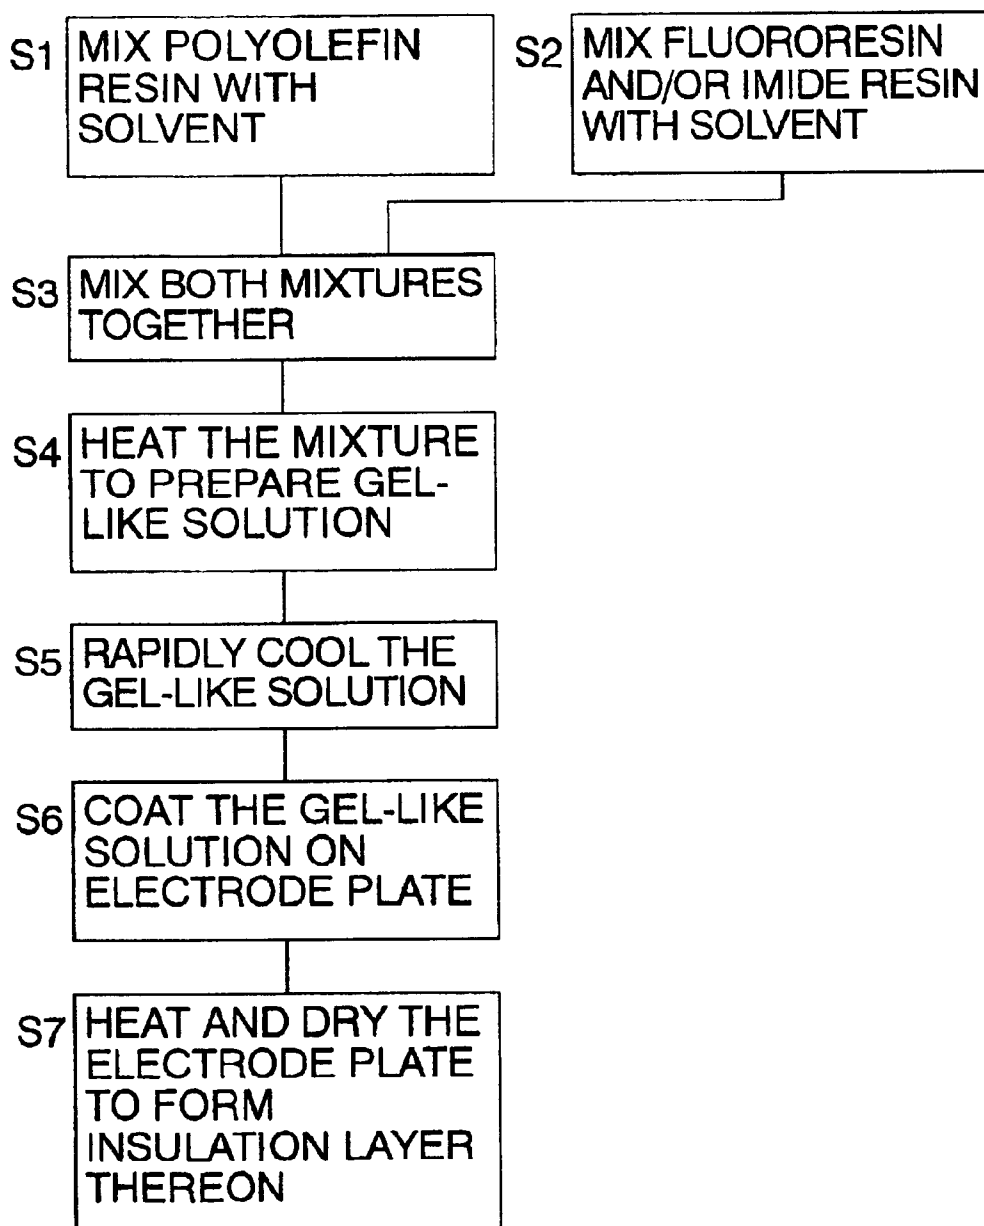 S1
MIX POLYOLEFIN
RESIN WITH
SOLVENT
S2
MIX FLUORORESIN
AND/OR IMIDE RESIN
WITH SOLVENT
S3
MIX BOTH MIXTURES
TOGETHER
S4
HEAT THE MIXTURE
TO PREPARE GEL-
LIKE SOLUTION
S5
RAPIDLY COOL THE
GEL-LIKE SOLUTION
S6
COAT THE GEL-LIKE
SOLUTION ON
ELECTRODE PLATE
S7
HEAT AND DRY THE
ELECTRODE PLATE
TO FORM
INSULATION LAYER
THEREON